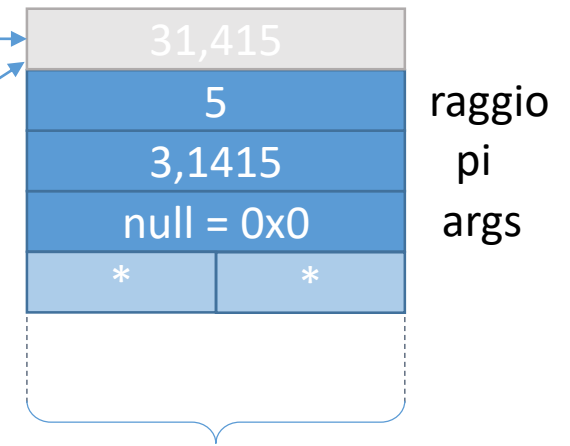 31,415
5 raggio
3,1415 pi
null = 0x0 args
* *